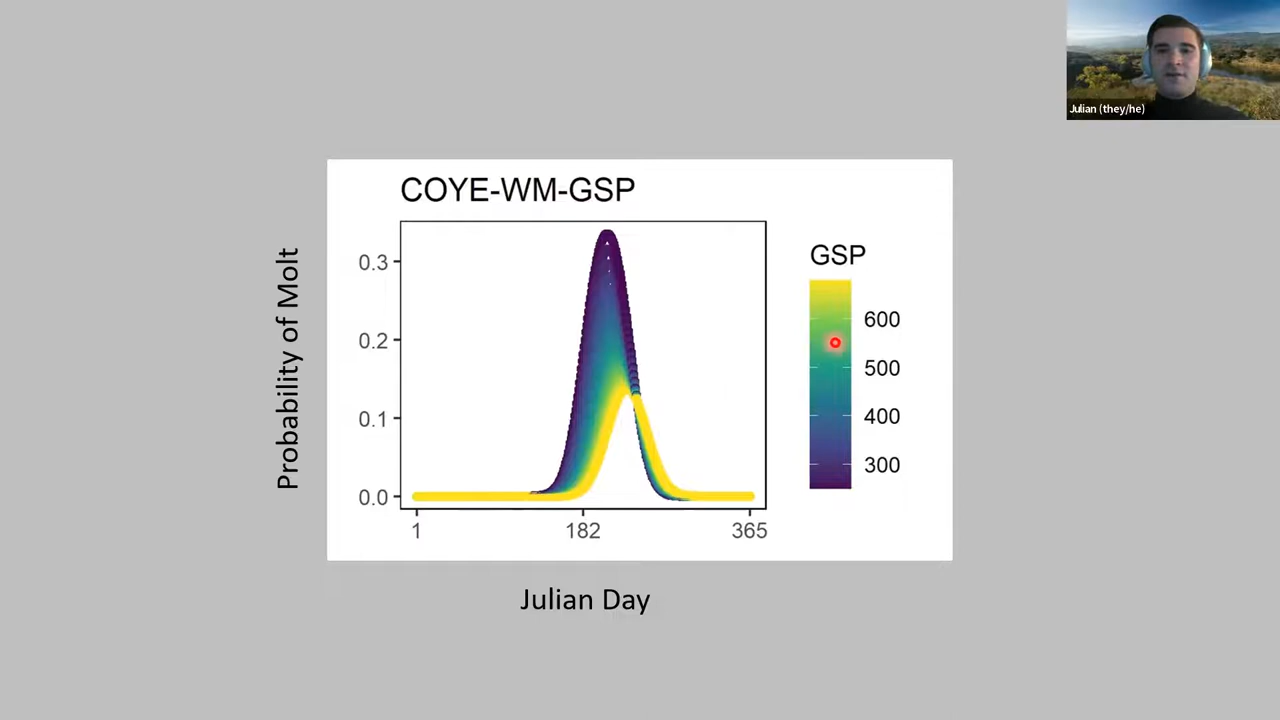 Julian (they/he)
COYE-WM-GSP
Probability of Molt
0.3
0.2
0.1
0.0
1 182 365
Julian Day
GSP
600
500
400
300